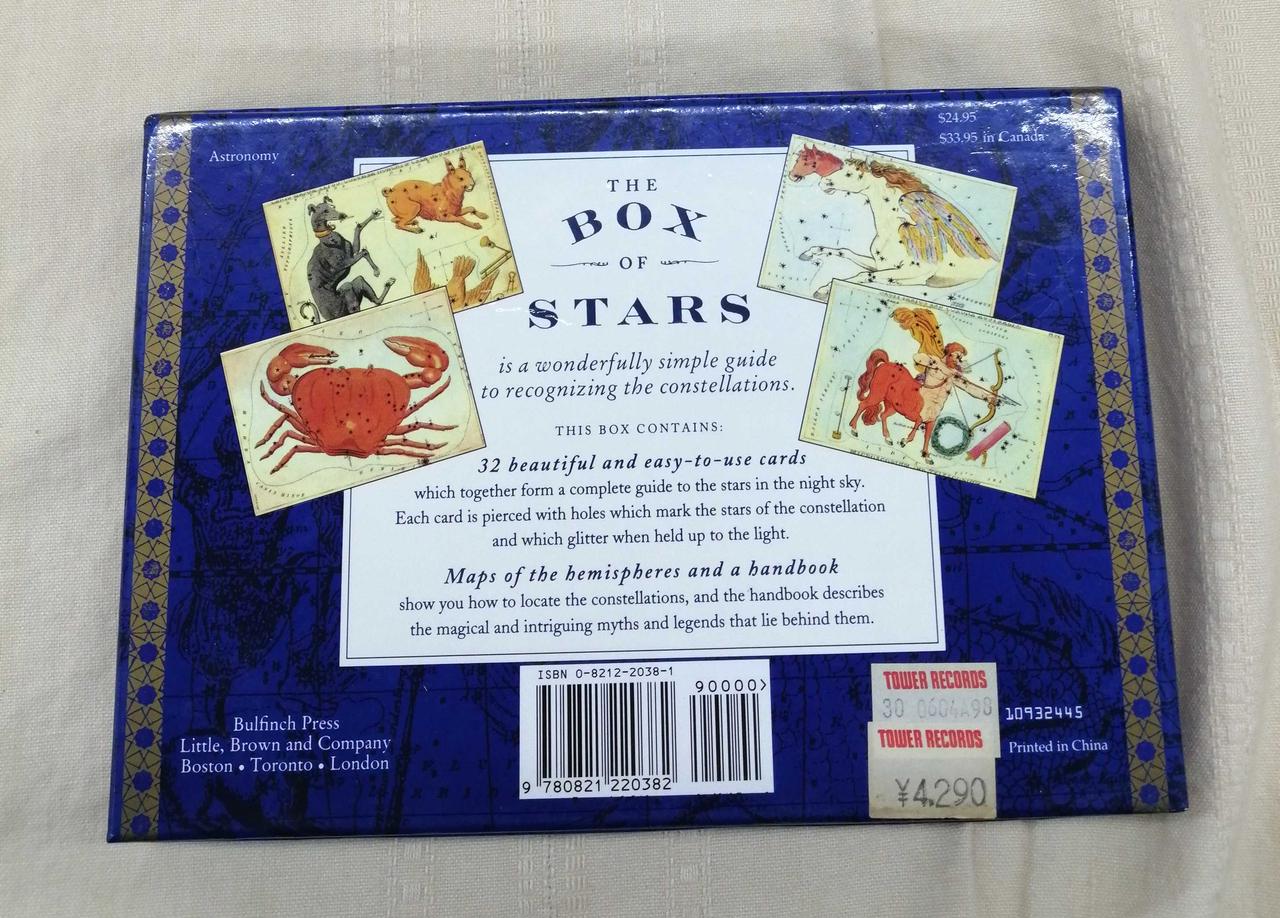 Astronomy
$24.95
$33.95 in Canada
THE
BOX
OF
STARS
is a wonderfully simple guide
to recognizing the constellations.
THIS BOX CONTAINS:
32 beautiful and easy-to-use cards
which together form a complete guide to the stars in the night sky.
Each card is pierced with holes which mark the stars of the constellation
and which glitter when held up to the light.
Maps of the hemispheres and a handbook
show you how to locate the constellations, and the handbook describes
the magical and intriguing myths and legends that lie behind them.
Bulfinch Press
Little, Brown and Company
Boston • Toronto • London
ISBN 0-8212-2038-1
90000>
9 780821 220382
TOWER RECORDS
30 0604A98
TOWER RECORDS
¥4.290
10932445
Printed in China